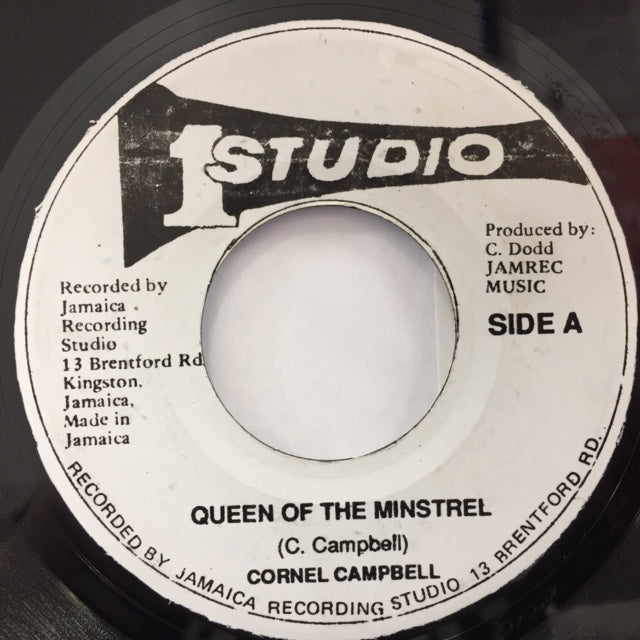 1 STUDIO
Recorded by
Jamaica
Recording
Studio
13 Brentford Rd
Kingston,
Jamaica,
Made in
Jamaica
Produced by:
C. Dodd
JAMREC
MUSIC
SIDE A
QUEEN OF THE MINSTREL
(C. Campbell)
CORNEL CAMPBELL
RECORDED BY JAMAICA RECORDING STUDIO 13 BRENTFORD RD.